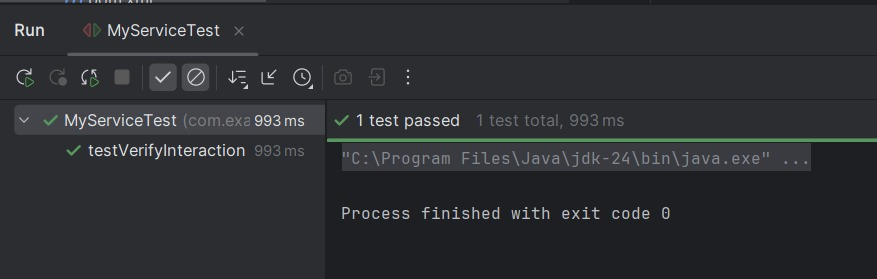 Run MyServiceTest
MyServiceTest (com.exa 993 ms
testVerifyInteraction 993 ms
1 test passed 1 test total, 993 ms
"C:\Program Files\Java\jdk-24\bin\java.exe" ...
Process finished with exit code 0